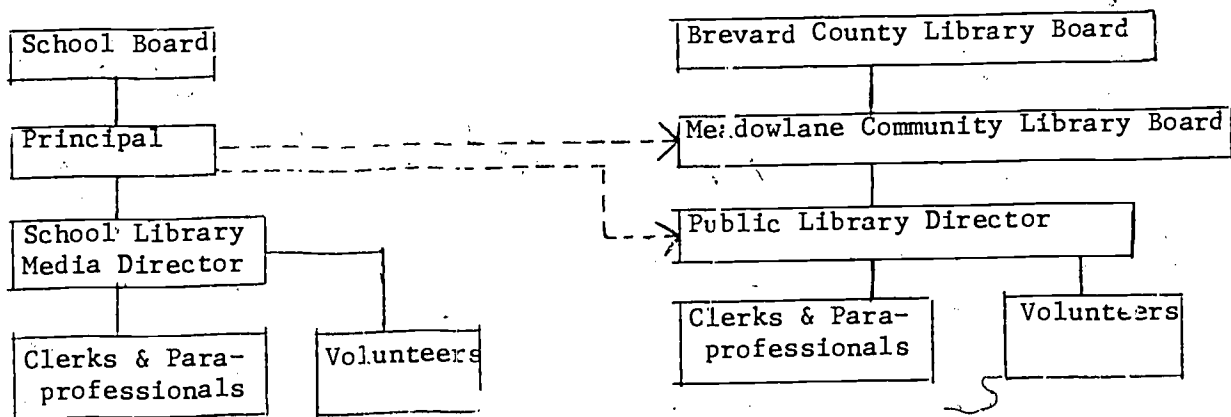 School Board
Principal
School Library
Media Director
Clerks & Para-
professionals
Volunteers
Brevard County Library Board
Meadowlane Community Library Board
Public Library Director
Clerks & Para-
professionals
Volunteers